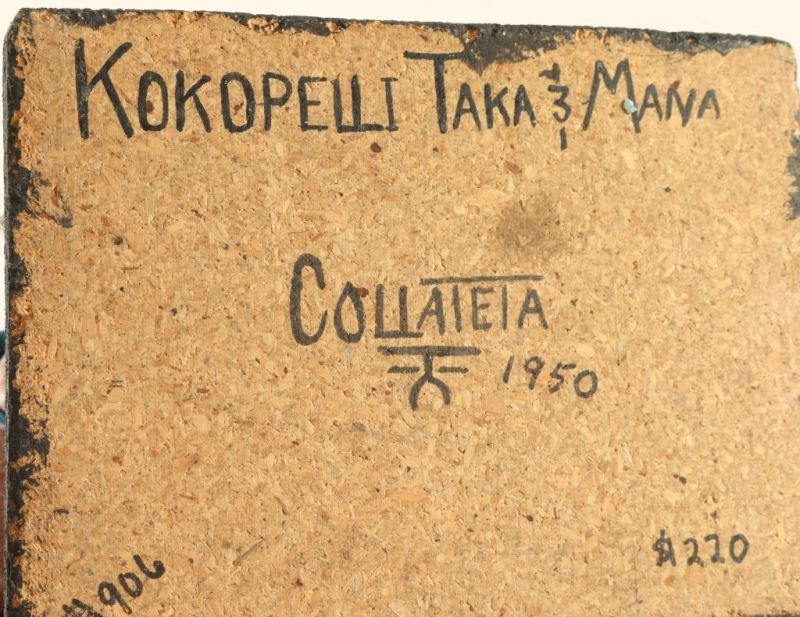 KOKOPELLI TAKA & MANA
COLLATETA
1950
906
$220